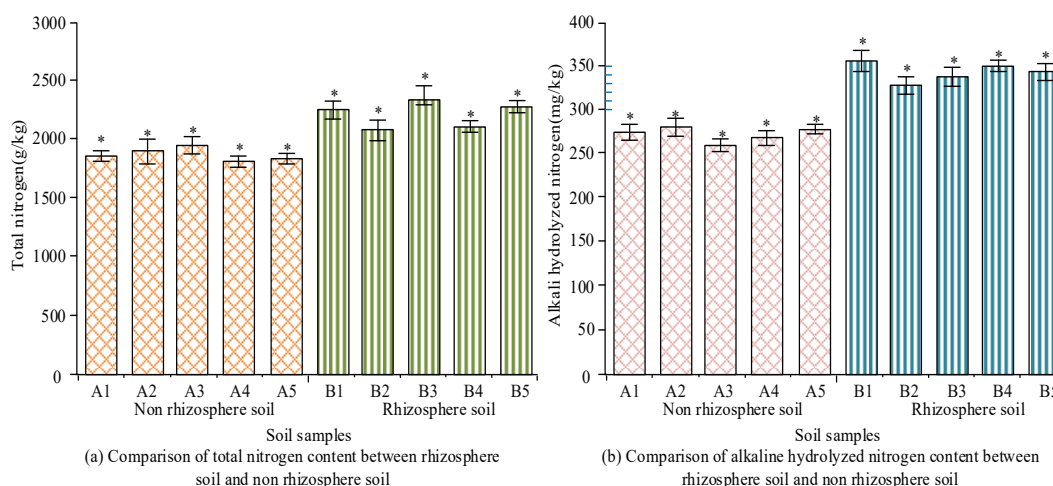 3000
2500
2000
1500
1000
500
0
Total nitrogen(g/kg)
* * * * * * * * * *
A1 A2 A3 A4 A5 B1 B2 B3 B4 B5
Non rhizosphere soil Rhizosphere soil
Soil samples
(a) Comparison of total nitrogen content between rhizosphere
soil and non rhizosphere soil
400
350
300
250
200
150
100
50
0
Alkali hydrolyzed nitrogen(mg/kg)
* * * * * * * * * *
A1 A2 A3 A4 A5 B1 B2 B3 B4 B5
Non rhizosphere soil Rhizosphere soil
Soil samples
(b) Comparison of alkaline hydrolyzed nitrogen content between
rhizosphere soil and non rhizosphere soil